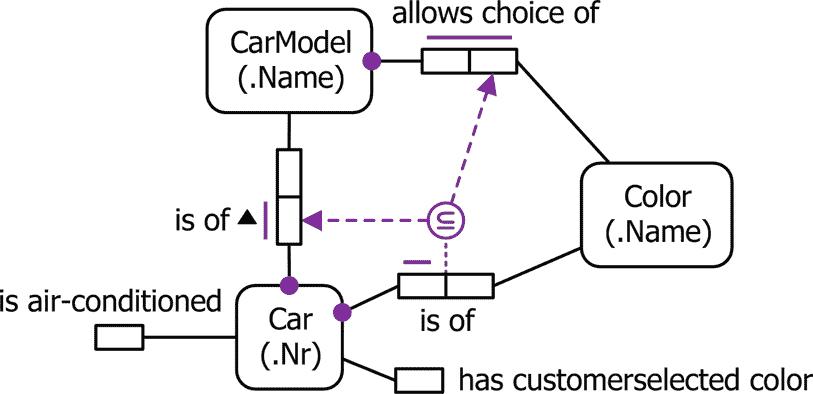 allows choice of
CarModel
(.Name)
Color
(.Name)
is of ▲
⊆
is air-conditioned
Car
(.Nr)
is of
has customerselected color